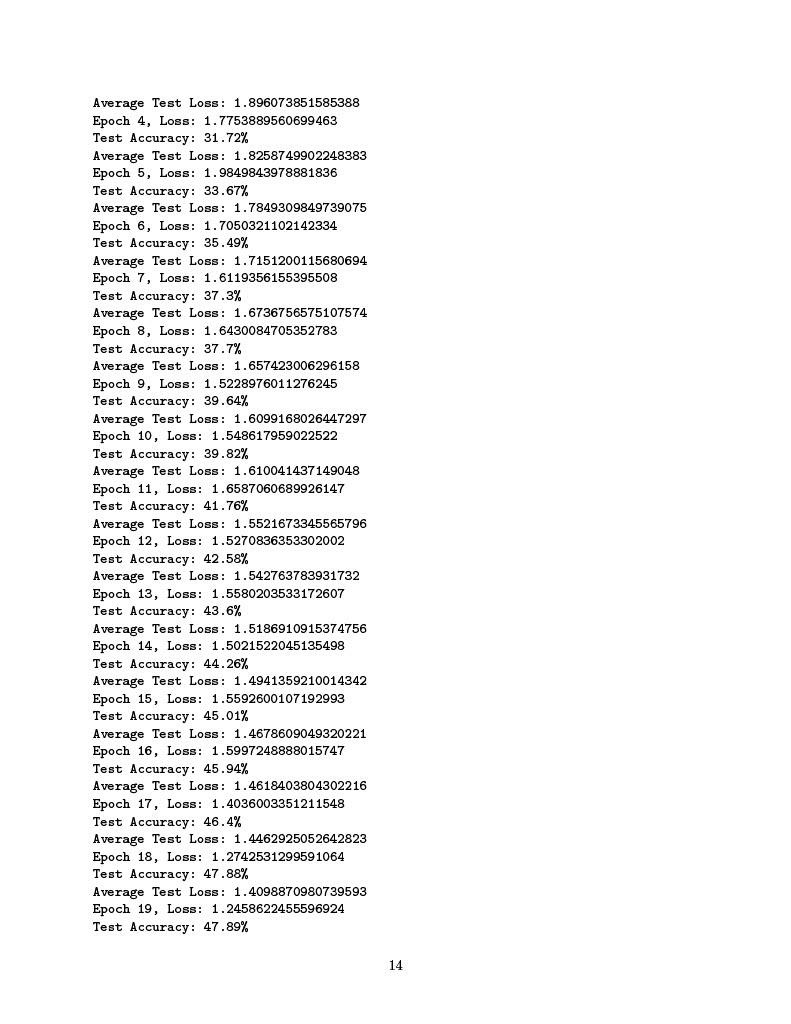 Average Test Loss: 1.896073851585388
Epoch 4, Loss: 1.7753889560699463
Test Accuracy: 31.72%
Average Test Loss: 1.8258749902248383
Epoch 5, Loss: 1.9849843978881836
Test Accuracy: 33.67%
Average Test Loss: 1.7849309849739075
Epoch 6, Loss: 1.7050321102142334
Test Accuracy: 35.49%
Average Test Loss: 1.7151200115680694
Epoch 7, Loss: 1.6119356155395508
Test Accuracy: 37.3%
Average Test Loss: 1.6736756575107574
Epoch 8, Loss: 1.6430084705352783
Test Accuracy: 37.7%
Average Test Loss: 1.657423006296158
Epoch 9, Loss: 1.5228976011276245
Test Accuracy: 39.64%
Average Test Loss: 1.6099168026447297
Epoch 10, Loss: 1.548617959022522
Test Accuracy: 39.82%
Average Test Loss: 1.610041437149048
Epoch 11, Loss: 1.6587060689926147
Test Accuracy: 41.76%
Average Test Loss: 1.5521673345565796
Epoch 12, Loss: 1.5270836353302002
Test Accuracy: 42.58%
Average Test Loss: 1.542763783931732
Epoch 13, Loss: 1.5580203533172607
Test Accuracy: 43.6%
Average Test Loss: 1.5186910915374756
Epoch 14, Loss: 1.5021522045135498
Test Accuracy: 44.26%
Average Test Loss: 1.4941359210014342
Epoch 15, Loss: 1.5592600107192993
Test Accuracy: 45.01%
Average Test Loss: 1.4678609049320221
Epoch 16, Loss: 1.5997248888015747
Test Accuracy: 45.94%
Average Test Loss: 1.4618403804302216
Epoch 17, Loss: 1.4036003351211548
Test Accuracy: 46.4%
Average Test Loss: 1.4462925052642823
Epoch 18, Loss: 1.2742531299591064
Test Accuracy: 47.88%
Average Test Loss: 1.4098870980739593
Epoch 19, Loss: 1.2458622455596924
Test Accuracy: 47.89%
14